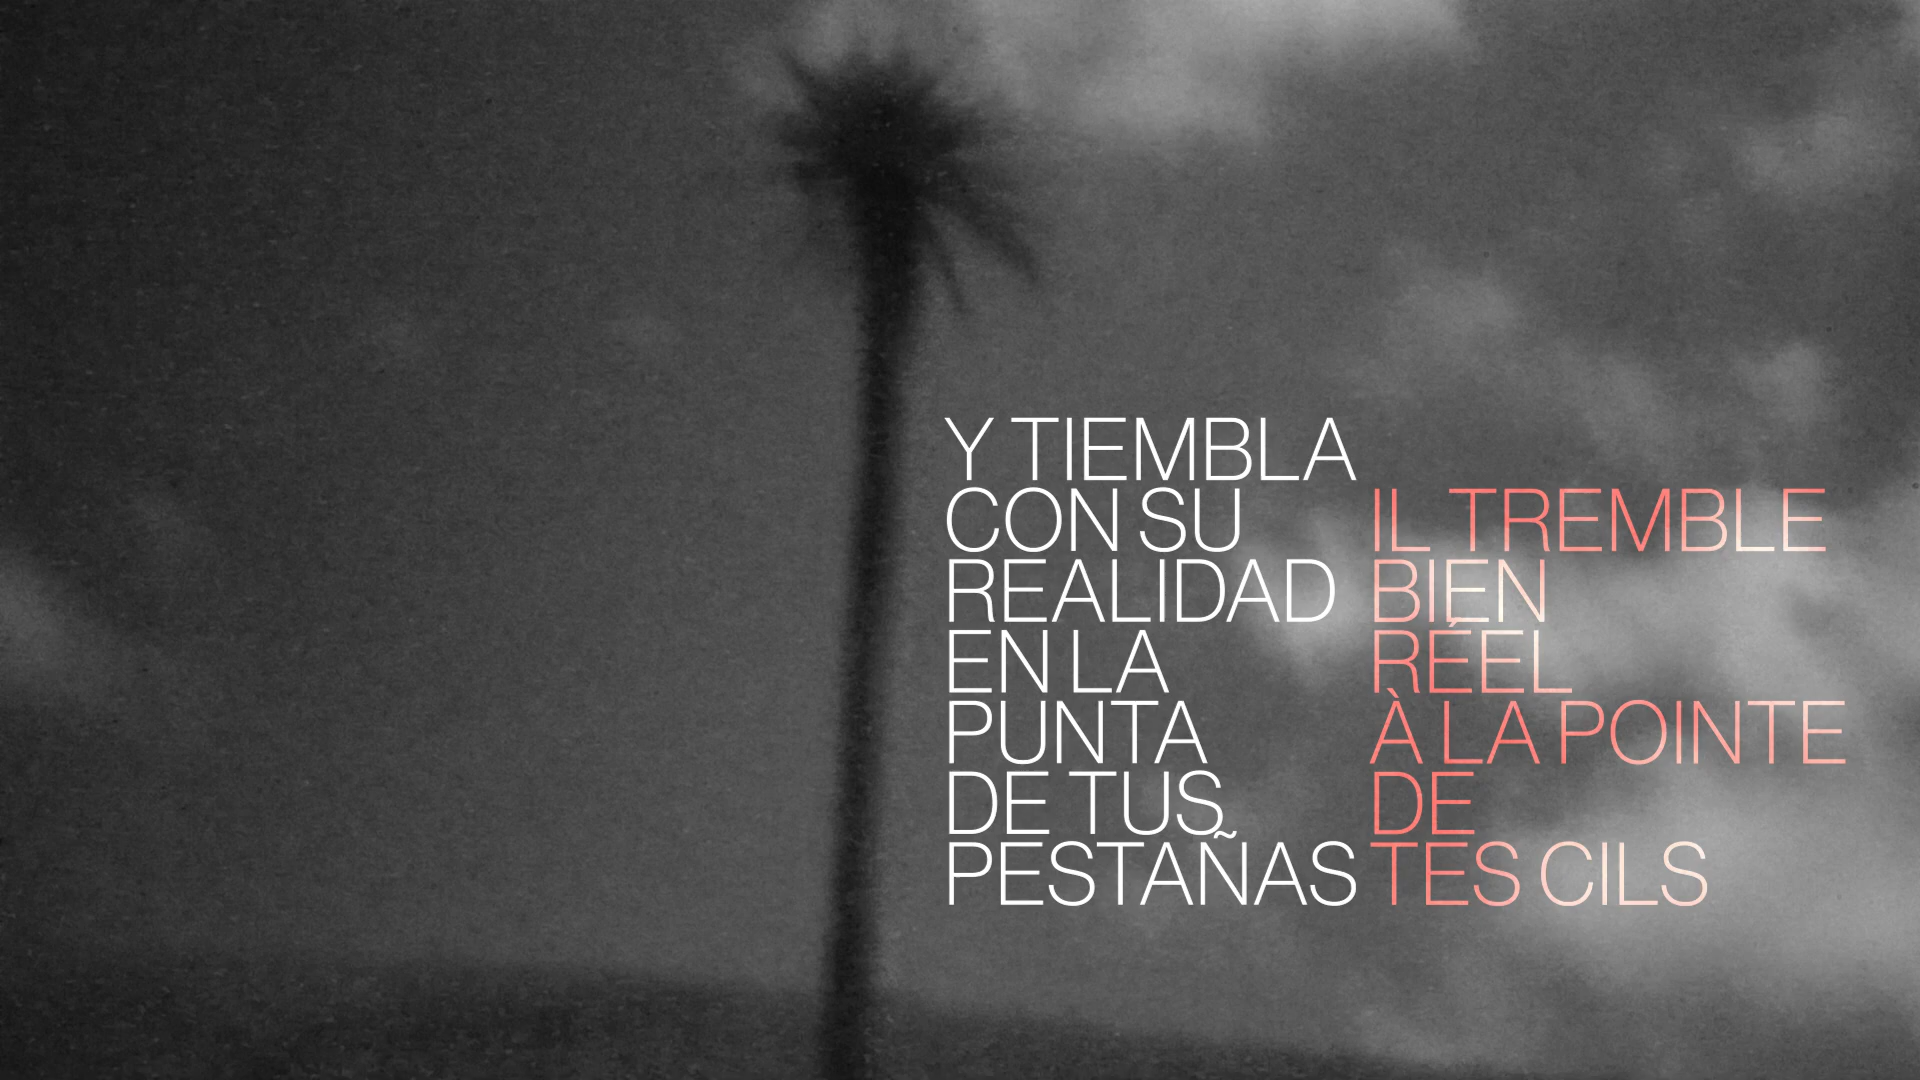 Y TIEMBLA
CON SU
REALIDAD
EN LA
PUNTA
DE TUS
PESTAÑAS
IL TREMBLE
BIEN
RÉEL
À LA POINTE
DE
TES CILS